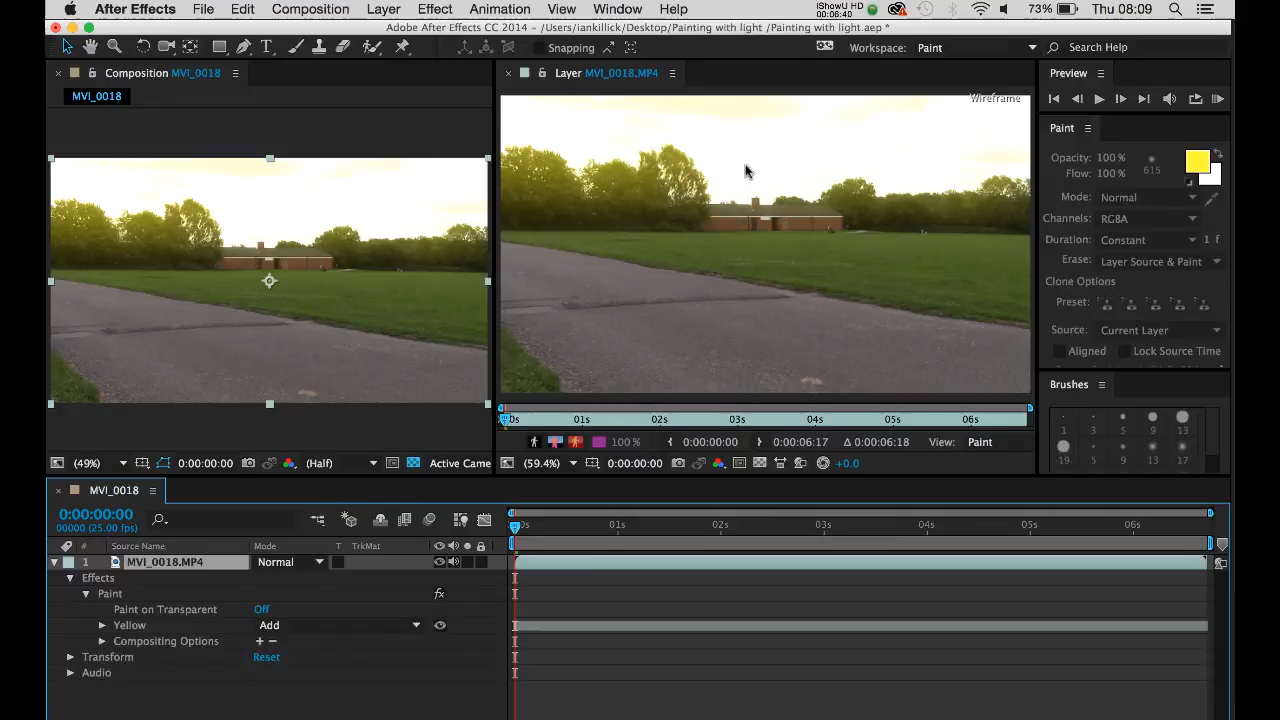 After Effects File Edit Composition Layer Effect Animation View Window Help iShowU 00:06:40 73% Thu 08:09
Adobe After Effects CC 2014 - /Users/iankillick/Desktop/Painting with light /Painting with light.aep *
Snapping Workspace: Paint Search Help
Composition MVI_0018 Layer MVI_0018.MP4 Preview
MVI_0018
Wireframe
Paint
Opacity: 100 %
Flow: 100 % 615
Mode: Normal
Channels: RGBA
Duration: Constant 1 f
Erase: Layer Source & Paint
Clone Options
Preset:
Source: Current Layer
Aligned Lock Source Time
Brushes
1 3 5 9 13
19 5 9 13 17
0s 01s 02s 03s 04s 05s 06s
100 % 0:00:00:00 0:00:06:17 Δ 0:00:06:18 View: Paint
(49%) 0:00:00:00 (Half) Active Came (59.4%) 0:00:00:00 +0.0
MVI_0018
0:00:00:00
00000 (25.00 fps)
0s 01s 02s 03s 04s 05s 06s
# Source Name Mode T TrkMat
1 MVI_0018.MP4 Normal
Effects
Paint fx
Paint on Transparent Off
Yellow Add
Compositing Options + −
Transform Reset
Audio